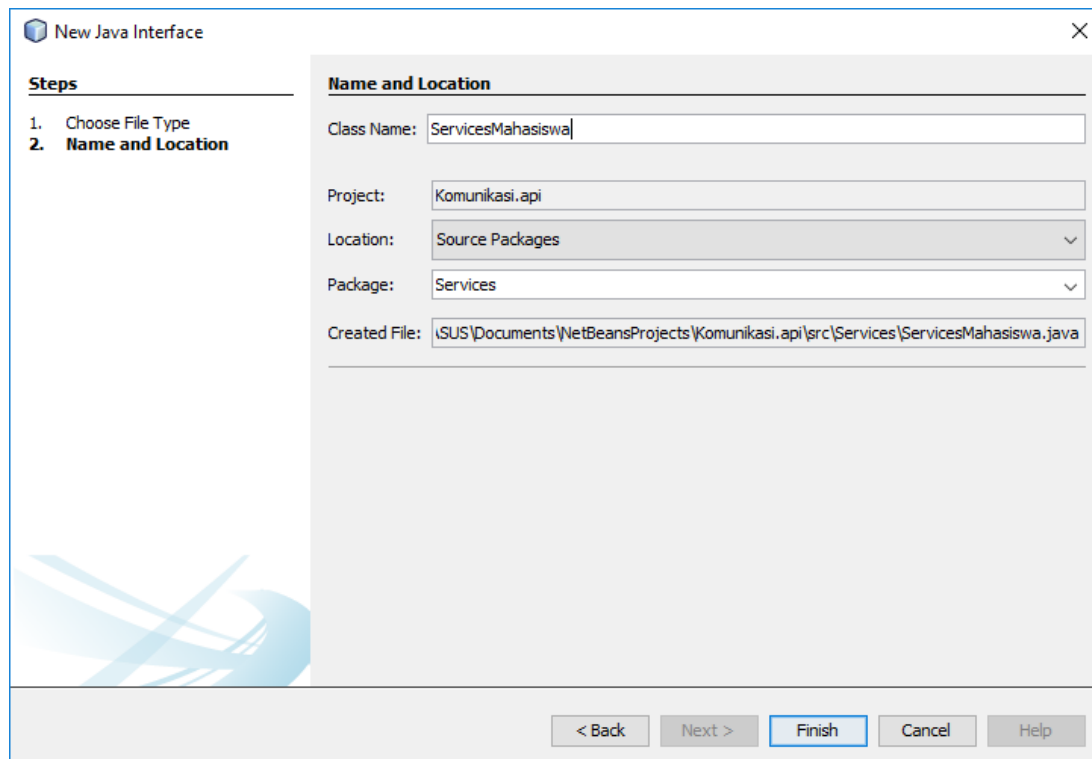 New Java Interface
Steps
1. Choose File Type
2. Name and Location
Name and Location
Class Name: ServicesMahasiswa
Project: Komunikasi.api
Location: Source Packages
Package: Services
Created File: \SUS\Documents\NetBeansProjects\Komunikasi.api\src\Services\ServicesMahasiswa.java
< Back Next > Finish Cancel Help